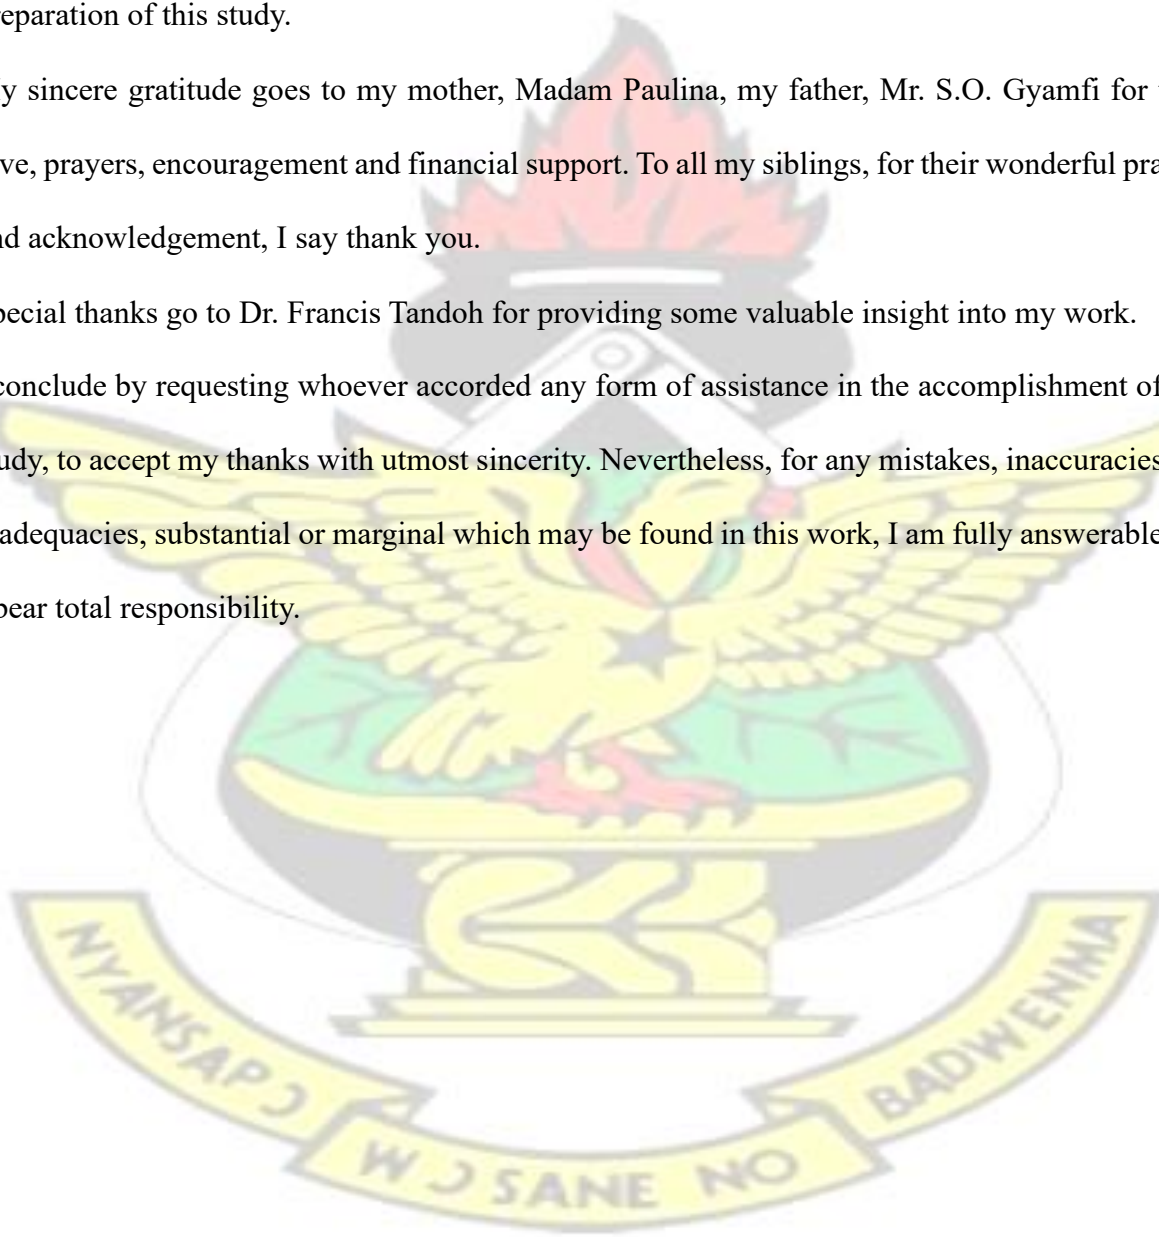 eparation of this study.
y sincere gratitude goes to my mother, Madam Paulina, my father, Mr. S.O. Gyamfi for
ve, prayers, encouragement and financial support. To all my siblings, for their wonderful pra
nd acknowledgement, I say thank you.
pecial thanks go to Dr. Francis Tandoh for providing some valuable insight into my work.
conclude by requesting whoever accorded any form of assistance in the accomplishment of
udy, to accept my thanks with utmost sincerity. Nevertheless, for any mistakes, inaccuracies
adequacies, substantial or marginal which may be found in this work, I am fully answerable
bear total responsibility.
NYANSAPƆ
WƆSANE NO
BADWENMA